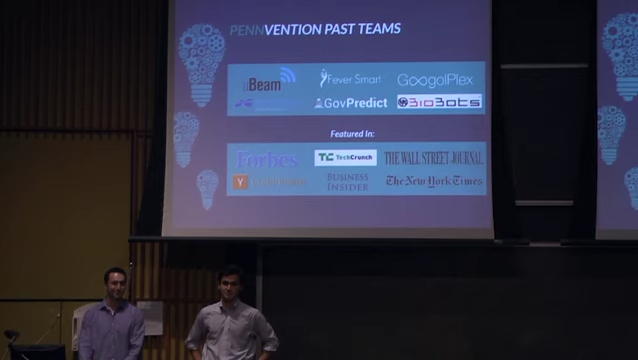 PENNVENTION PAST TEAMS
uBeam
Fever Smart
GoogolPlex
GovPredict
BIOBOTS
Featured In:
Forbes
TC TechCrunch
THE WALL STREET JOURNAL.
Y
BUSINESS
INSIDER
The New York Times